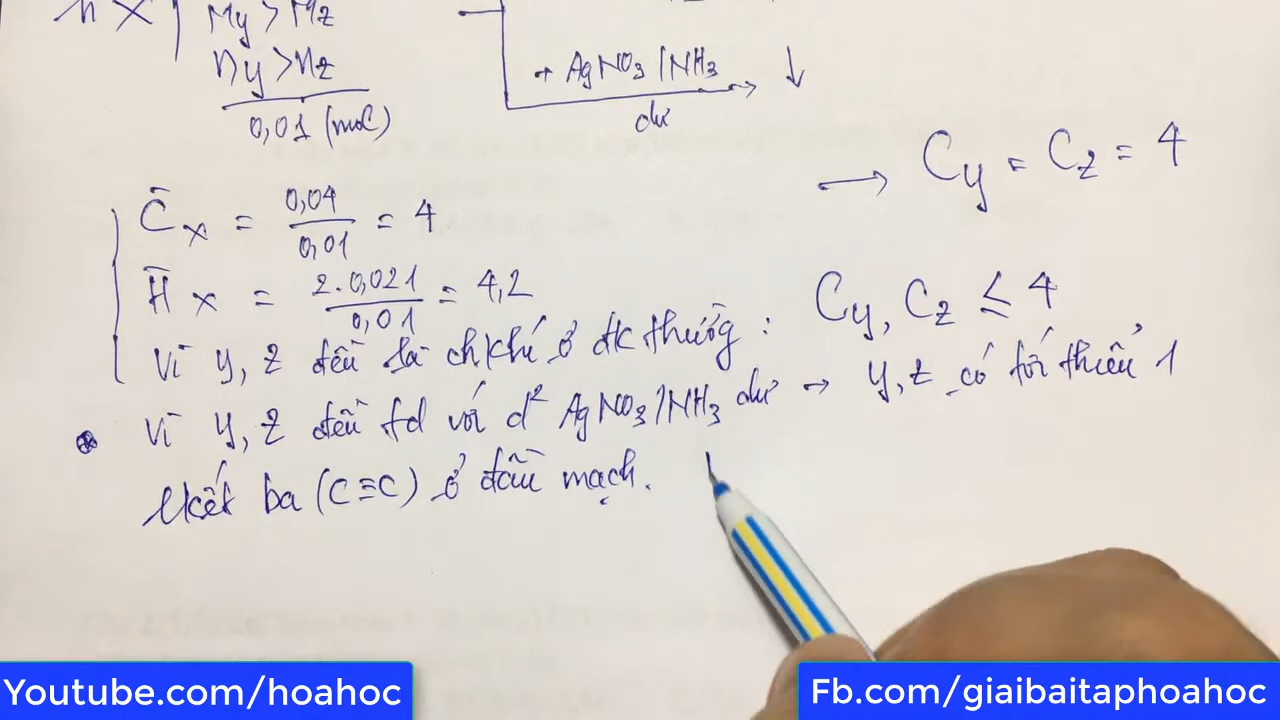 h X | My > Mz
ny > nz
0,01 (mol)
+ AgNO3/NH3 ↓
dư
→ Cy = Cz = 4
C̄x = 0,04/0,01 = 4
H̄x = 2.0,021/0,01 = 4,2
Vì Y, Z đều là ch khí ở đk thường : Cy, Cz ≤ 4
Vì Y, Z đều td với d² AgNO3/NH3 dư → Y, Z có tối thiểu 1
lkết ba (C≡C) ở đầu mạch.
Youtube.com/hoahoc
Fb.com/giaibaitaphoahoc